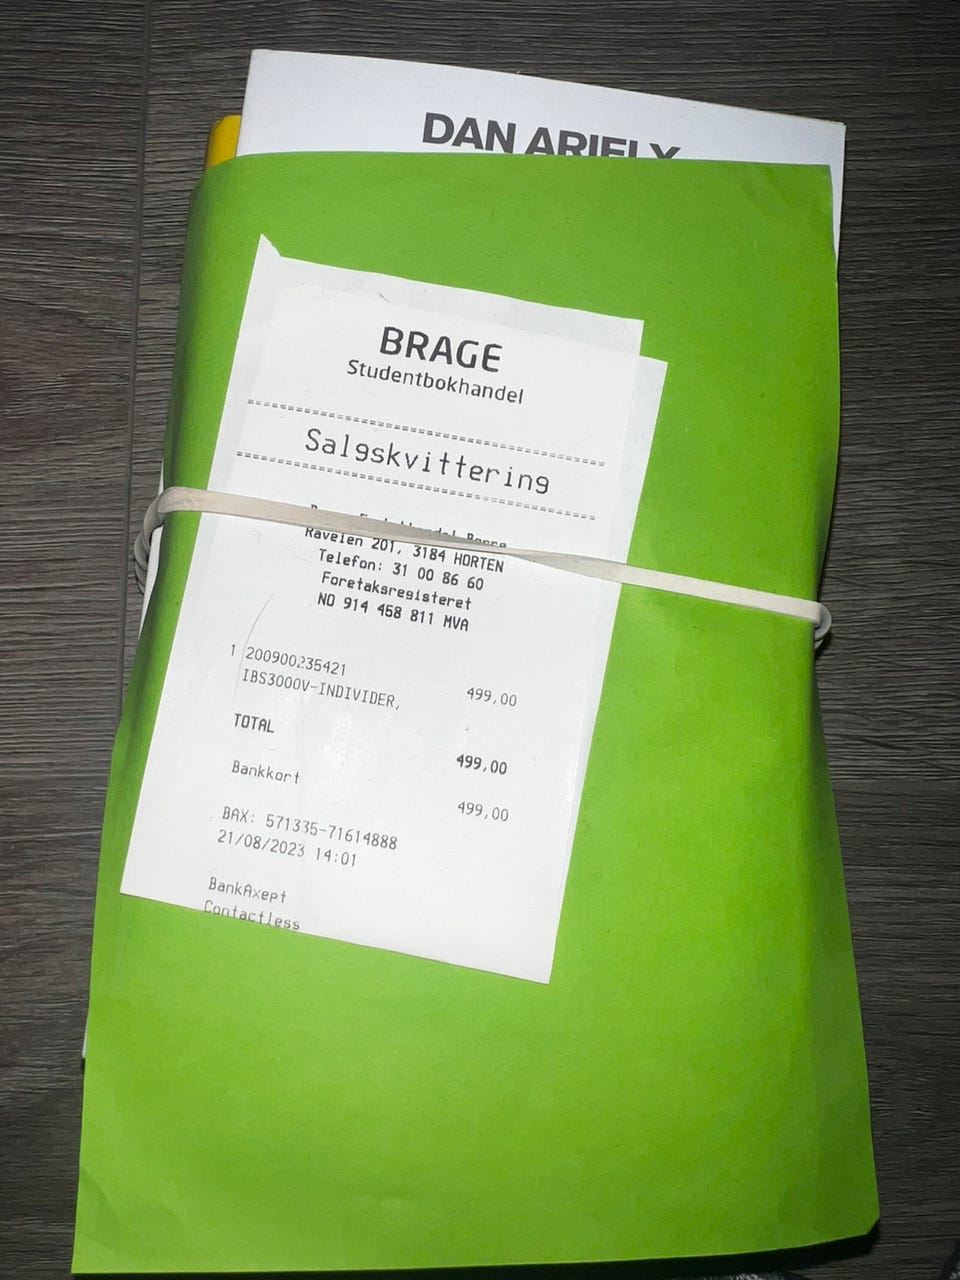 DAN ARIELY
BRAGE
Studentbokhandel
Salgskvittering
Ravelen 201, 3184 HORTEN
Telefon: 31 00 86 60
Foretaksregisteret
NO 914 458 811 MVA
1 200900235421
IBS3000V-INDIVIDER, 499,00
TOTAL 499,00
Bankkort 499,00
BAX: 571335-71614888
21/08/2023 14:01
BankAxept
Contactless